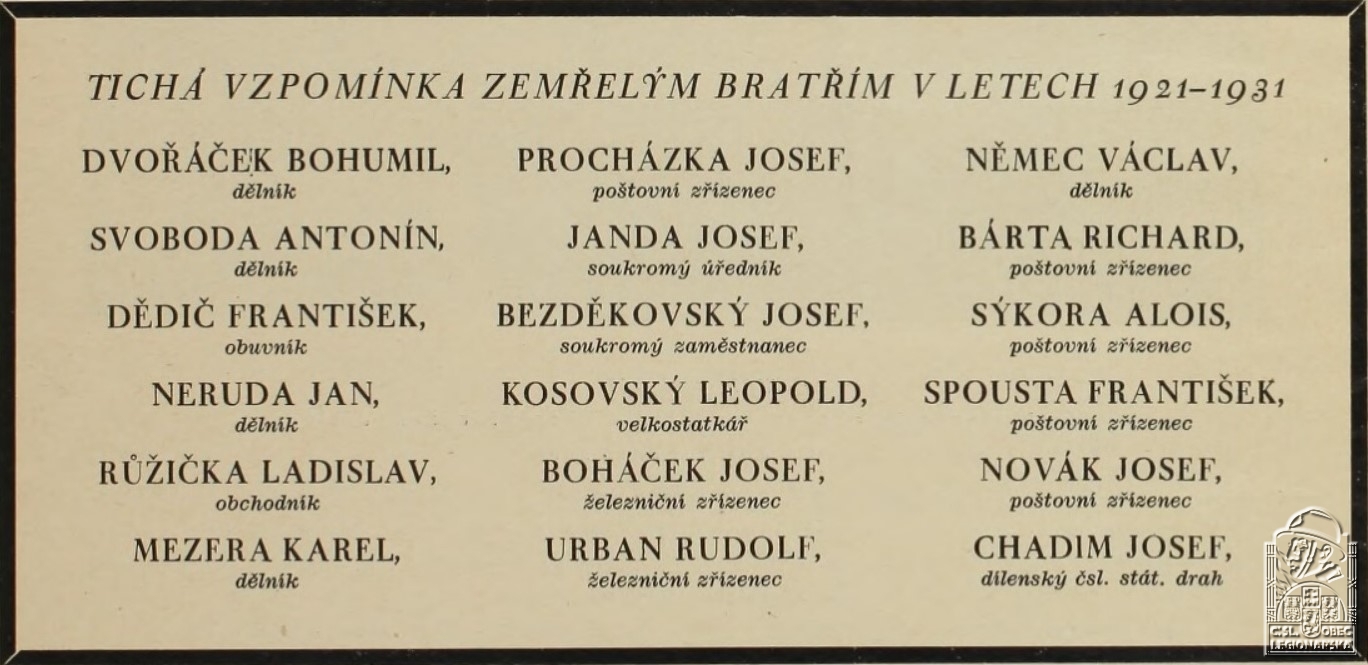 TICHÁ VZPOMÍNKA ZEMŘELÝM BRATŘÍM V LETECH 1921–1931
DVOŘÁČEK BOHUMIL,
dělník
SVOBODA ANTONÍN,
dělník
DĚDIČ FRANTIŠEK,
obuvník
NERUDA JAN,
dělník
RŮŽIČKA LADISLAV,
obchodník
MEZERA KAREL,
dělník
PROCHÁZKA JOSEF,
poštovní zřízenec
JANDA JOSEF,
soukromý úředník
BEZDĚKOVSKÝ JOSEF,
soukromý zaměstnanec
KOSOVSKÝ LEOPOLD,
velkostatkář
BOHÁČEK JOSEF,
železniční zřízenec
URBAN RUDOLF,
železniční zřízenec
NĚMEC VÁCLAV,
dělník
BÁRTA RICHARD,
poštovní zřízenec
SÝKORA ALOIS,
poštovní zřízenec
SPOUSTA FRANTIŠEK,
poštovní zřízenec
NOVÁK JOSEF,
poštovní zřízenec
CHADIM JOSEF,
dílenský čsl. stát. drah
ČSL. OBEC
LEGIONÁŘSKÁ